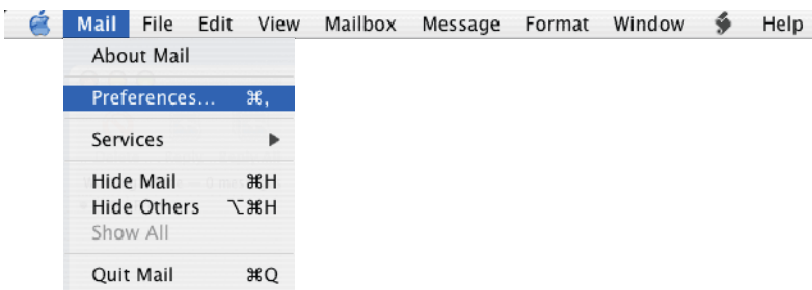 Mail File Edit View Mailbox Message Format Window Help
About Mail
Preferences... ⌘,
Services ▶
Hide Mail ⌘H
Hide Others ⌥⌘H
Show All
Quit Mail ⌘Q